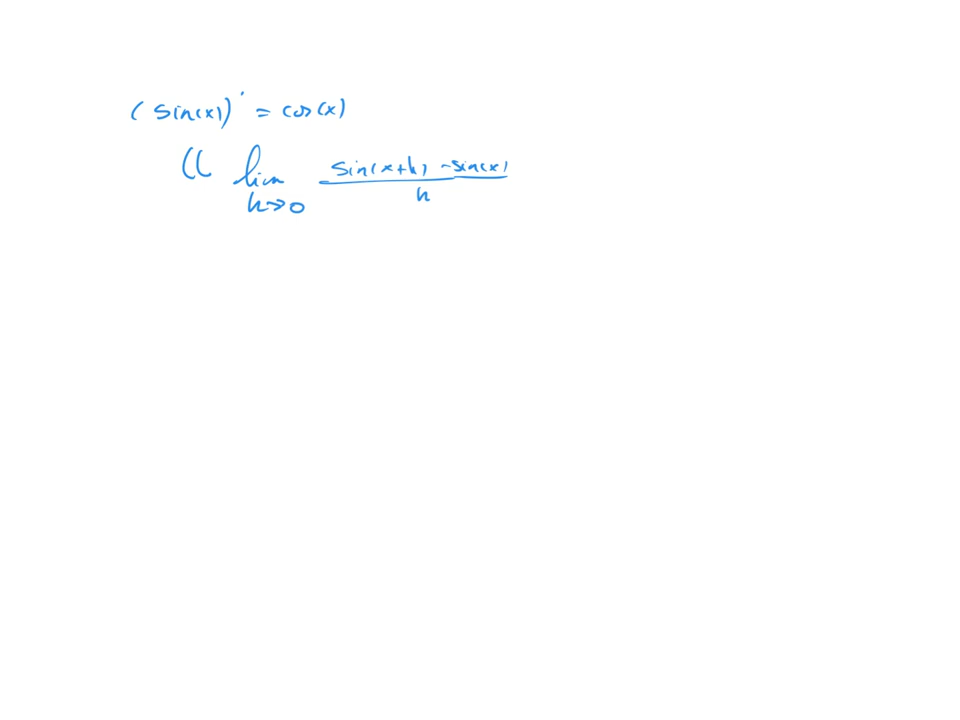 (sin(x))' = cos(x)
(( lim h→0 sin(x+h) - sin(x) / h